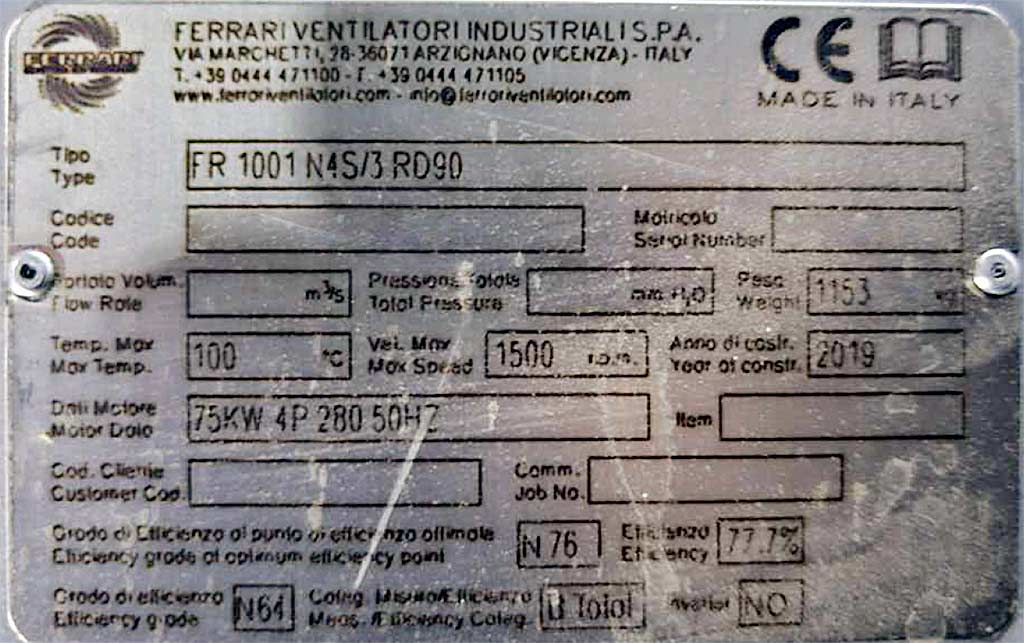 FERRARI VENTILATORI INDUSTRIALI S.P.A.
VIA MARCHETTI, 28-36071 ARZIGNANO (VICENZA) - ITALY
T. +39 0444 471100 - F. +39 0444 471105
www.ferrariventilatori.com - info@ferrariventilatori.com
FERRARI
CE
MADE IN ITALY
Tipo
Type
FR 1001 N4S/3 RD90
Codice
Code
Matricola
Serial Number
Portata Volum.
Flow Rate
m³/S
Pressione Totale
Total Pressure
mm H₂O
Peso
Weight
1153
kg
Temp. Max
Max Temp.
100 °C
Vel. Max
Max Speed
1500 r.p.m.
Anno di costr.
Year of constr.
2019
Dati Motore
Motor Data
75KW 4P 280 50HZ
Item
Cod. Cliente
Customer Cod.
Comm.
Job No.
Grado di Efficienza al punto di efficienza ottimale
Efficiency grade at optimum efficiency point
N 76
Efficienza
Efficiency
77.7%
Grado di efficienza
Efficiency grade
N64
Categ. Misura/Efficienza
Meas. /Efficiency Categ.
Total
Inverter
NO